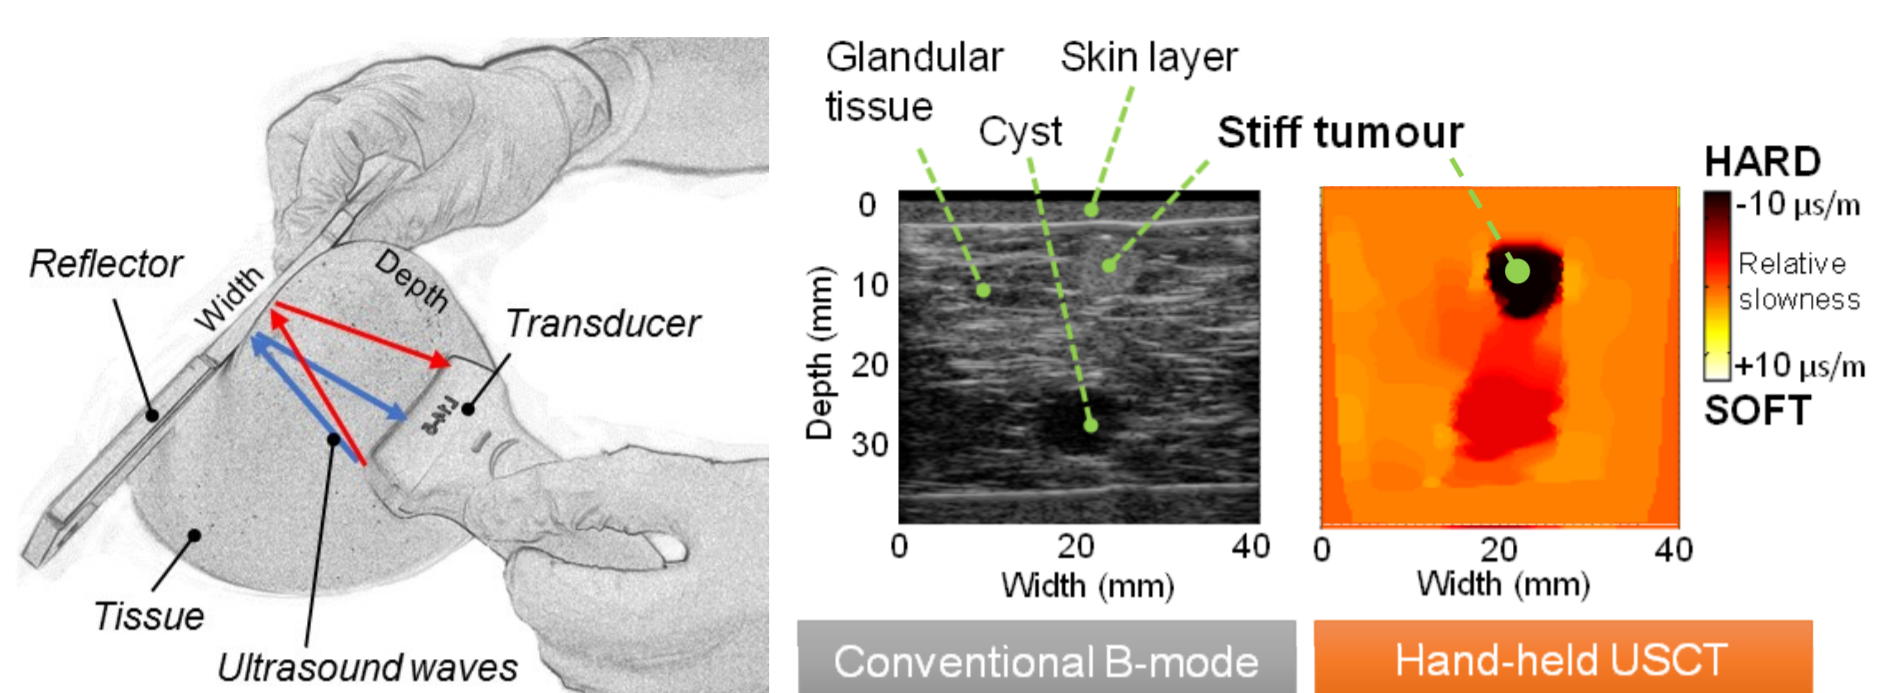 Reflector
Width
Depth
Transducer
Tissue
Ultrasound waves
Glandular
tissue
Skin layer
Cyst
Stiff tumour
Depth (mm)
0
10
20
30
0
20
40
Width (mm)
Conventional B-mode
0
20
40
Width (mm)
Hand-held USCT
HARD
-10 µs/m
Relative
slowness
+10 µs/m
SOFT